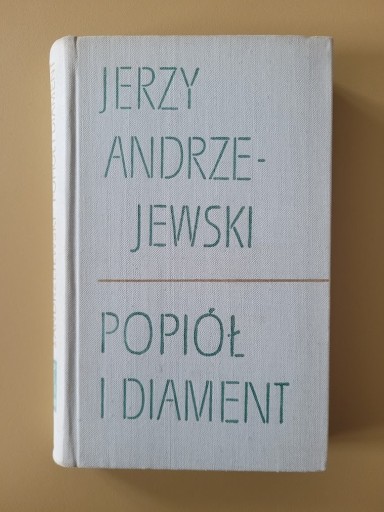 JERZY
ANDRZE-
JEWSKI
POPIÓŁ
I DIAMENT